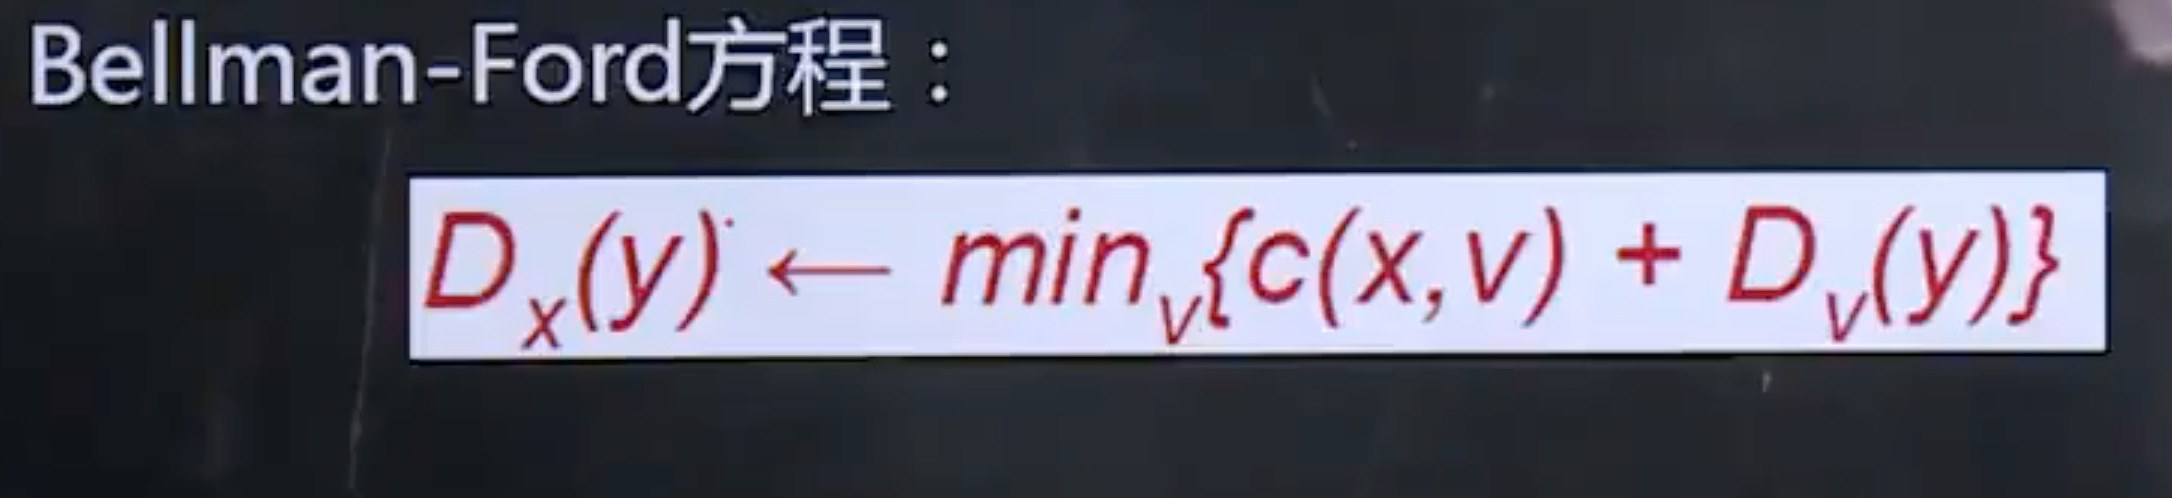 Bellman-Ford方程：
Dₓ(y) ← minᵥ{c(x,v) + Dᵥ(y)}